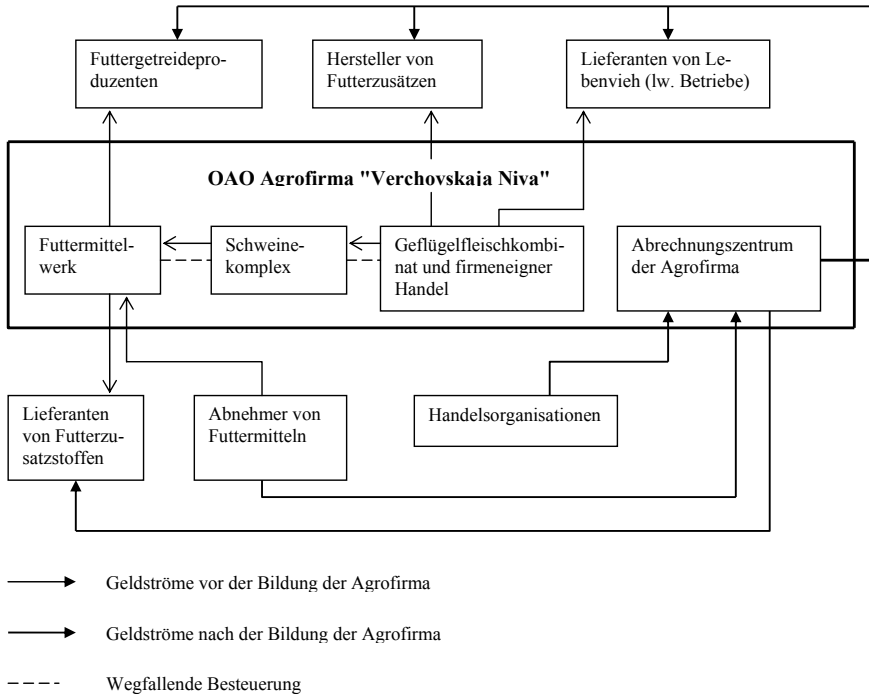 Futtergetreidepro-
duzenten
Hersteller von
Futterzusätzen
Lieferanten von Le-
benvieh (lw. Betriebe)
OAO Agrofirma "Verchovskaja Niva"
Futtermittel-
werk
Schweine-
komplex
Geflügelfleischkombi-
nat und firmeneigner
Handel
Abrechnungszentrum
der Agrofirma
Lieferanten
von Futterzu-
satzstoffen
Abnehmer von
Futtermitteln
Handelsorganisationen
Geldströme vor der Bildung der Agrofirma
Geldströme nach der Bildung der Agrofirma
Wegfallende Besteuerung